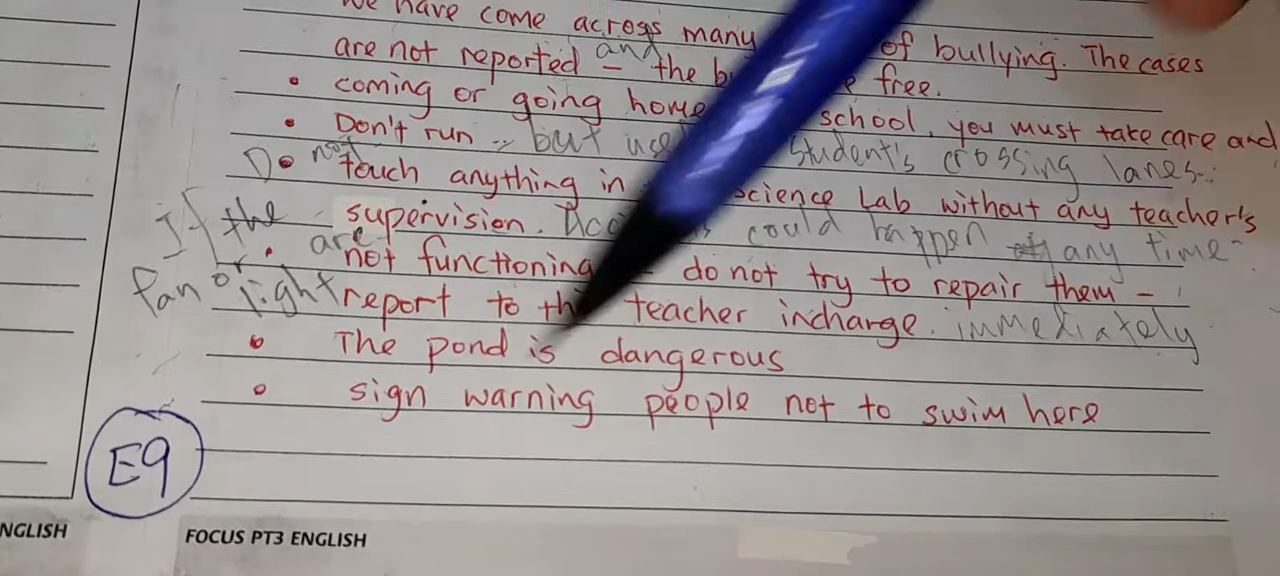 We have come across many of bullying. The cases
are not reported – and the free.
• coming or going home school, you must take care and
• Don't run – but use student's crossing lanes.
Do not touch anything in science Lab without any teacher's
supervision. could happen any time
If the fan or light are not functioning – do not try to repair them –
report to the teacher incharge. immediately
• The pond is dangerous
• sign warning people not to swim here
E9
NGLISH
FOCUS PT3 ENGLISH